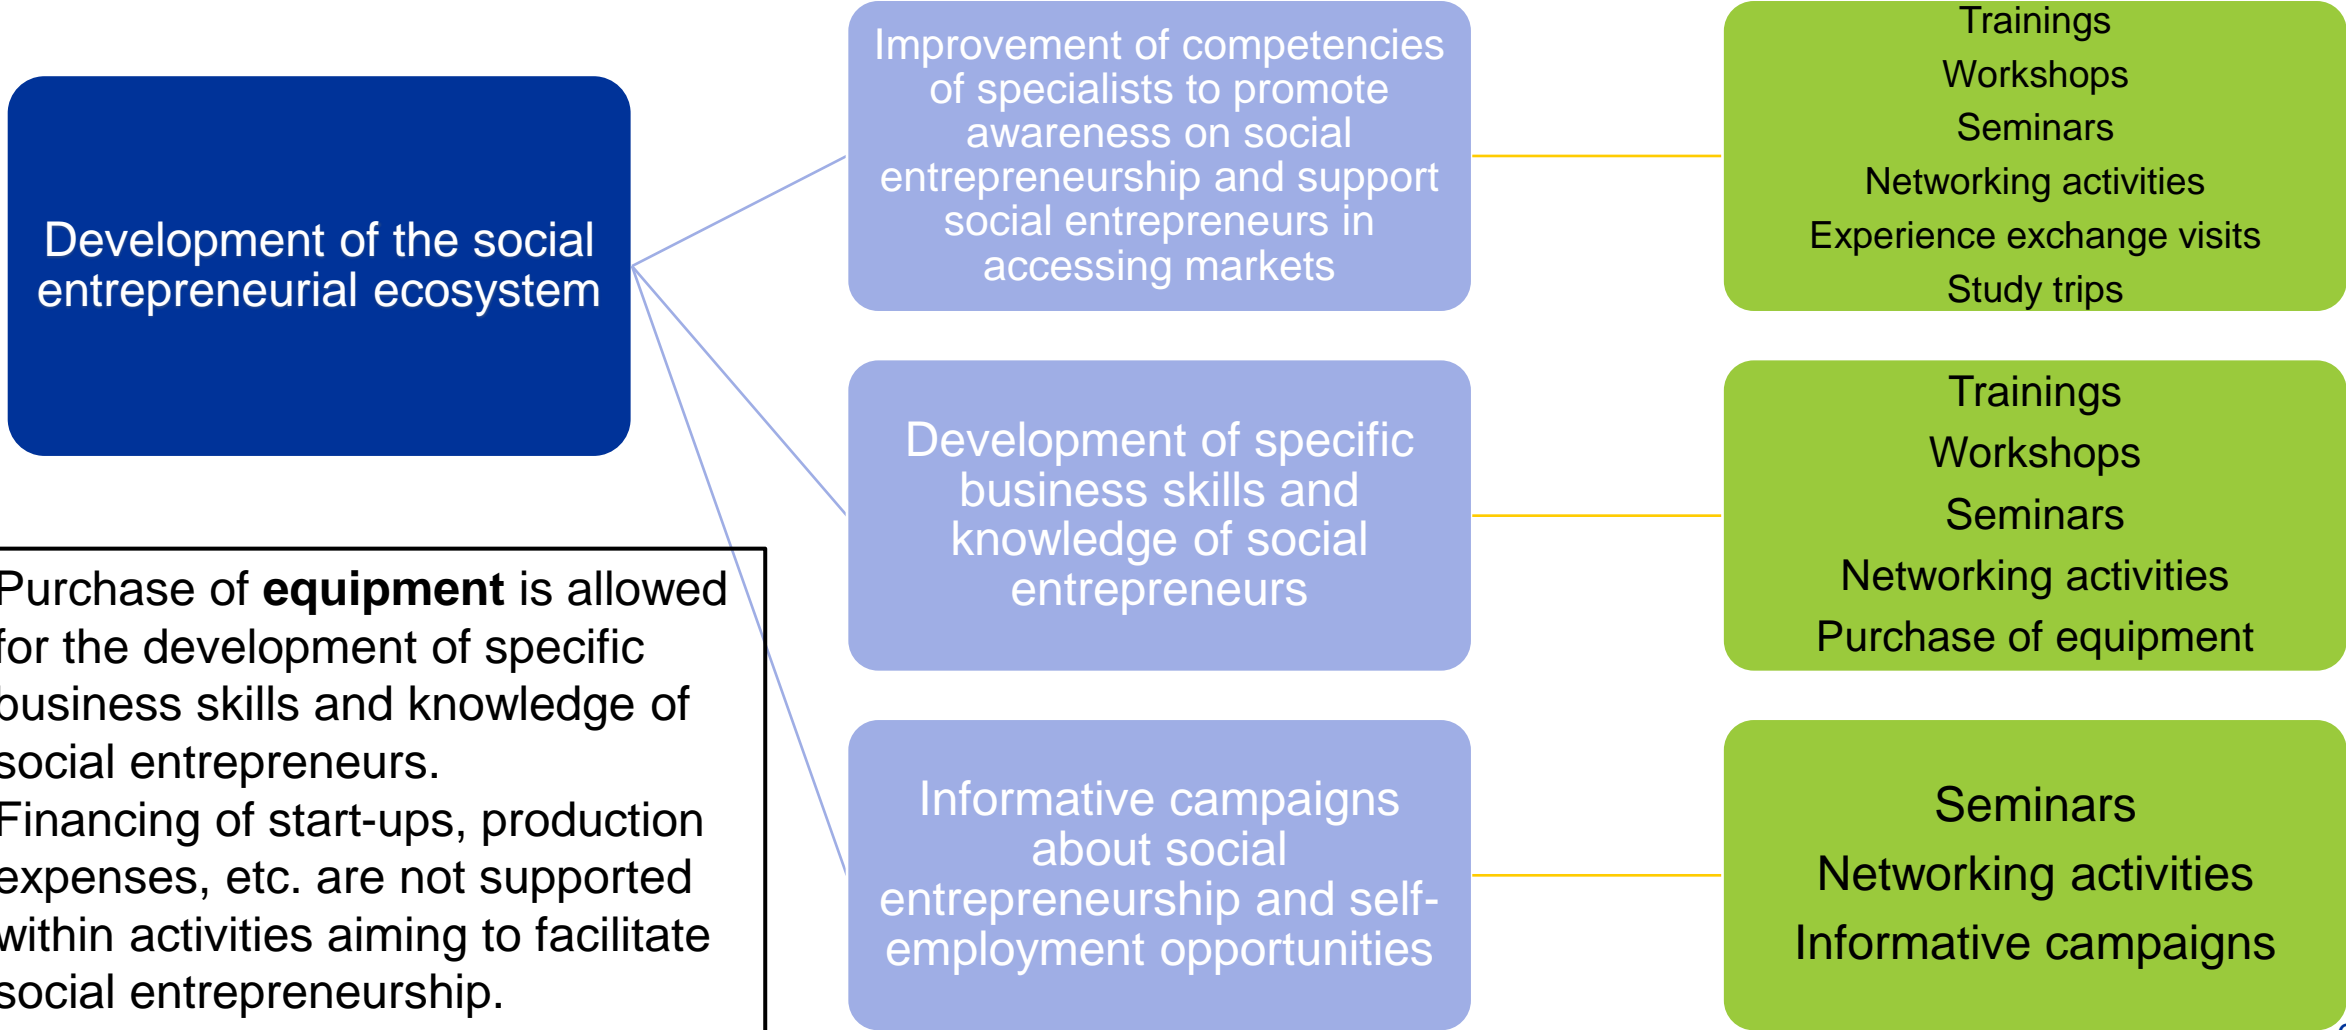 Development of the social
entrepreneurial ecosystem
Improvement of competencies
of specialists to promote
awareness on social
entrepreneurship and support
social entrepreneurs in
accessing markets
Trainings
Workshops
Seminars
Networking activities
Experience exchange visits
Study trips
Development of specific
business skills and
knowledge of social
entrepreneurs
Trainings
Workshops
Seminars
Networking activities
Purchase of equipment
Informative campaigns
about social
entrepreneurship and self-
employment opportunities
Seminars
Networking activities
Informative campaigns
Purchase of equipment is allowed
for the development of specific
business skills and knowledge of
social entrepreneurs.
Financing of start-ups, production
expenses, etc. are not supported
within activities aiming to facilitate
social entrepreneurship.